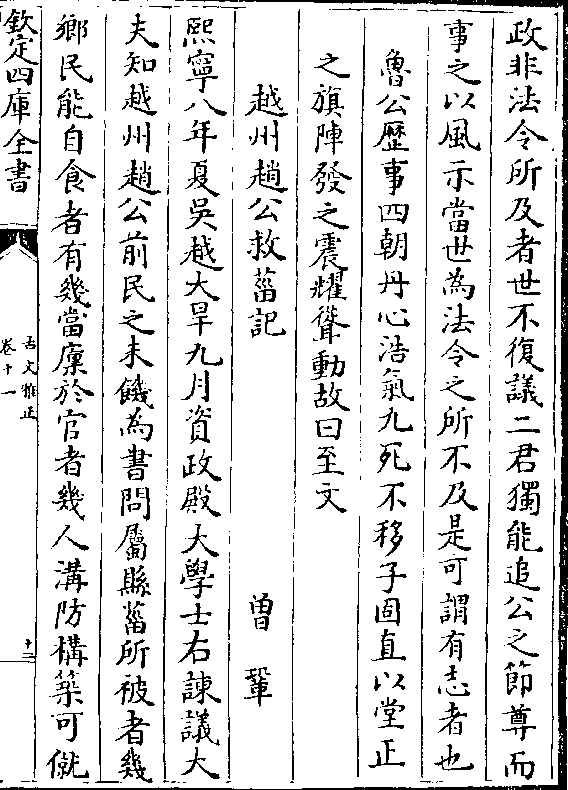 政非法令所及者世不復議二君獨能追公之節尊而
事之以風示當世為法令之所不及是可謂有志者也
魯公歷事四朝丹心浩氣九死不移子固直以堂正
之旗陣發之震耀聳動故曰至文
越州趙公救菑記
曾鞏
熙寧八年夏吳越大旱九月資政殿大學士右諫議大
夫知越州趙公前民之未饑為書問屬縣菑所被者幾
鄉民能自食者有幾當廩於官者幾人溝防構築可僦
欽定四庫全書
古文雅正
卷十一
十二